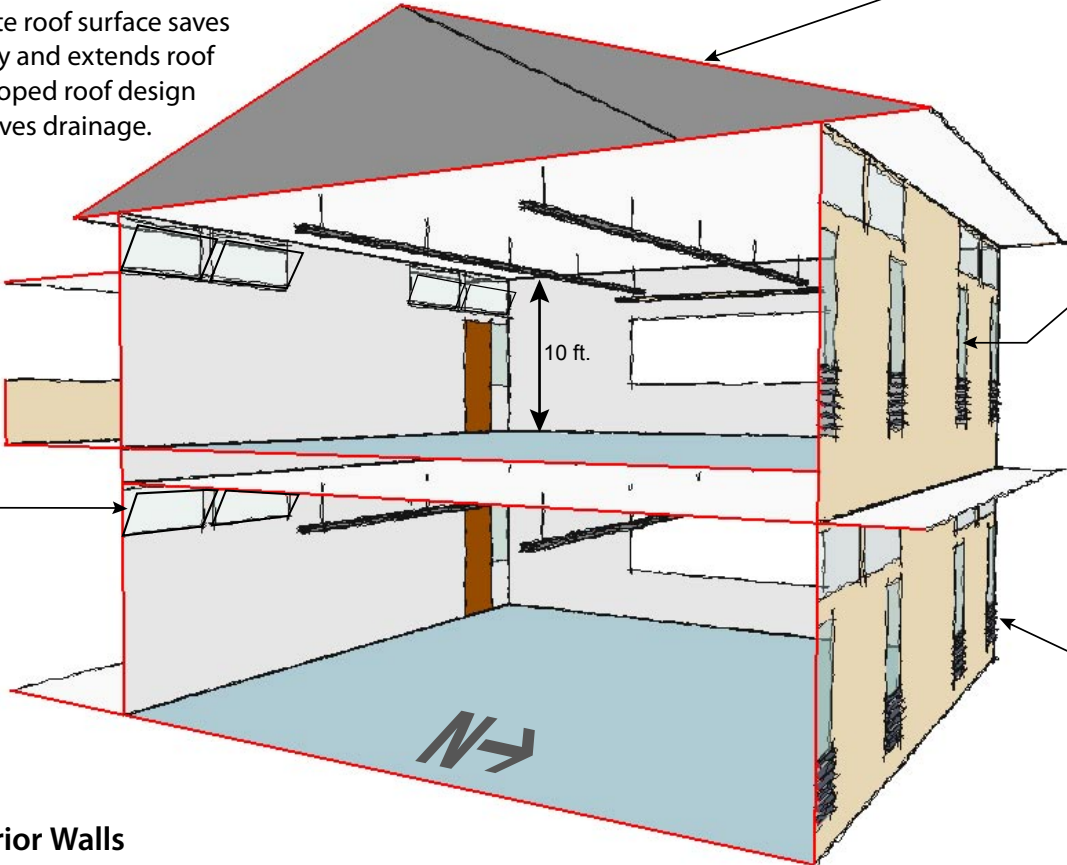 te roof surface saves
y and extends roof
oped roof design
ves drainage.
10 ft.
N
rior Walls